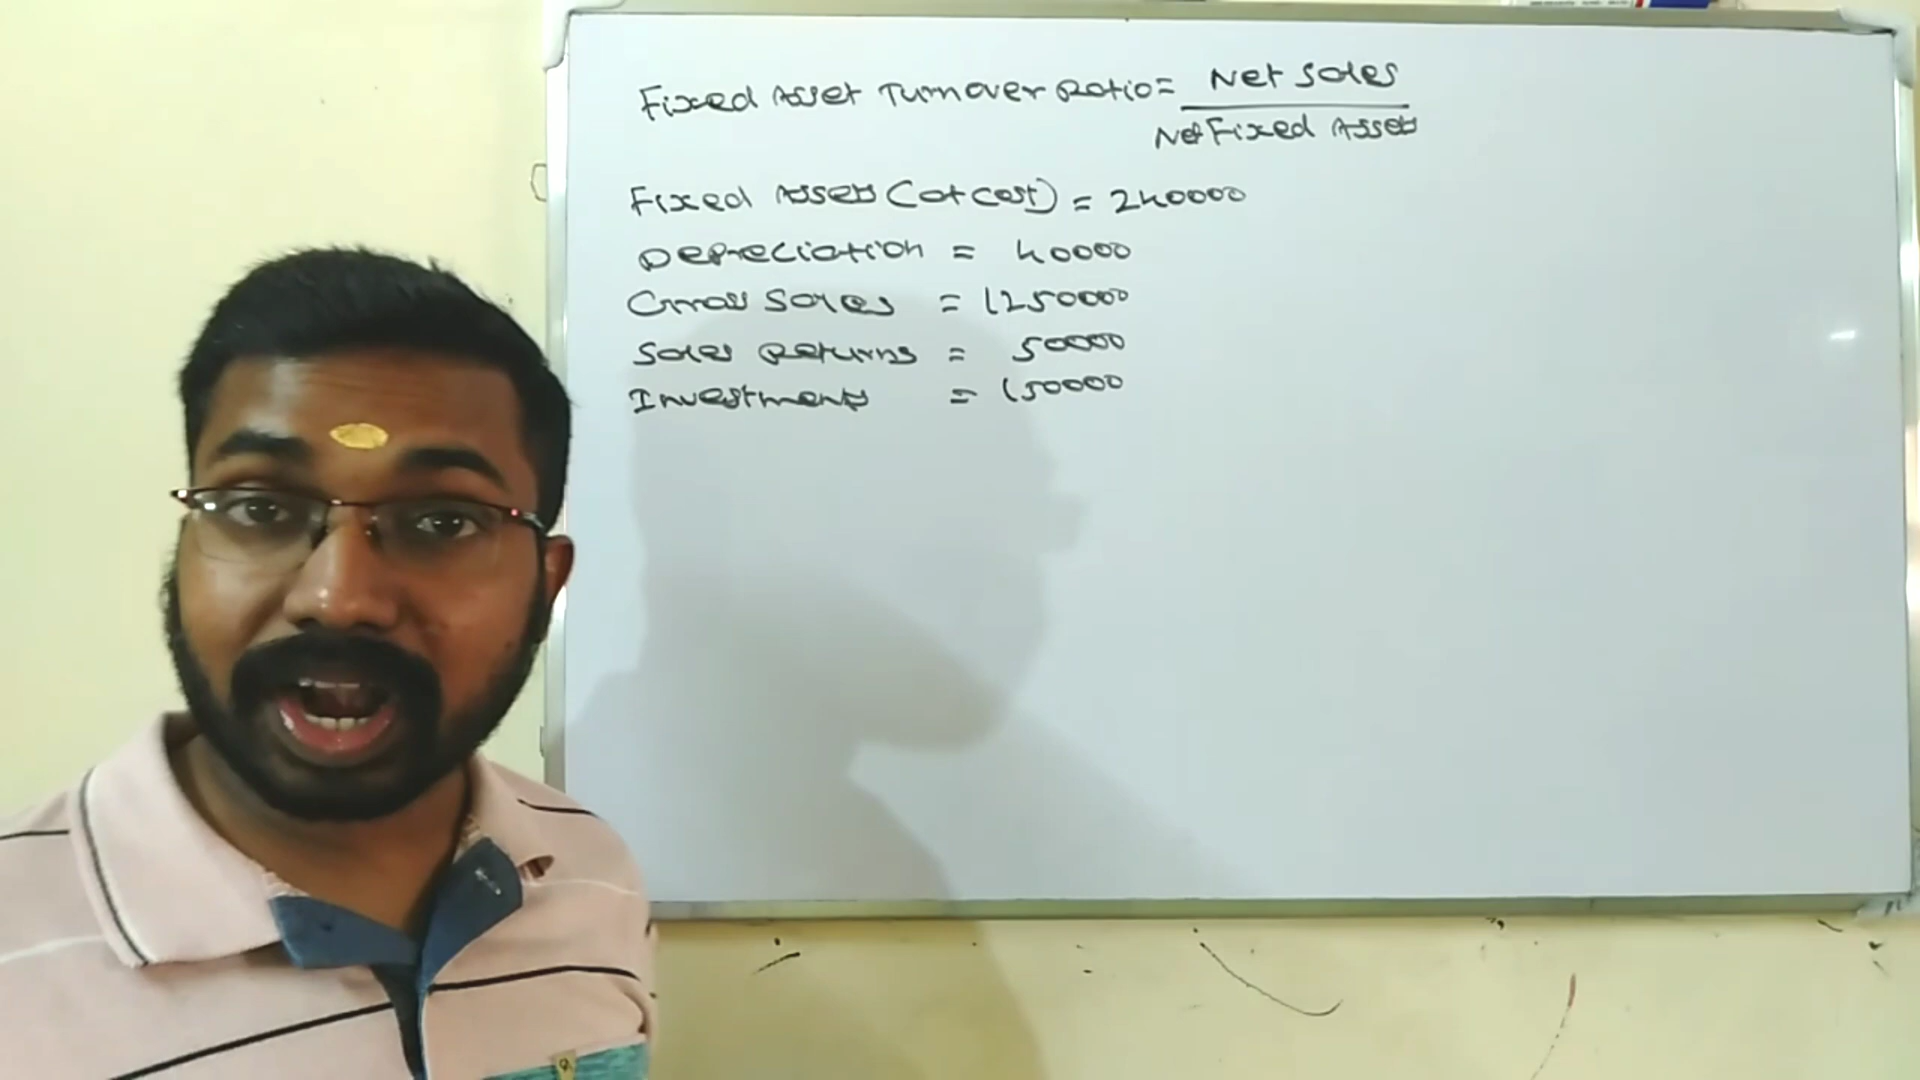 Fixed Asset Turnover Ratio = Net Sales
Net Fixed Assets
Fixed Assets (at cost) = 240000
Depreciation = 40000
Gross Sales = 1250000
Sales Returns = 50000
Investments = 150000